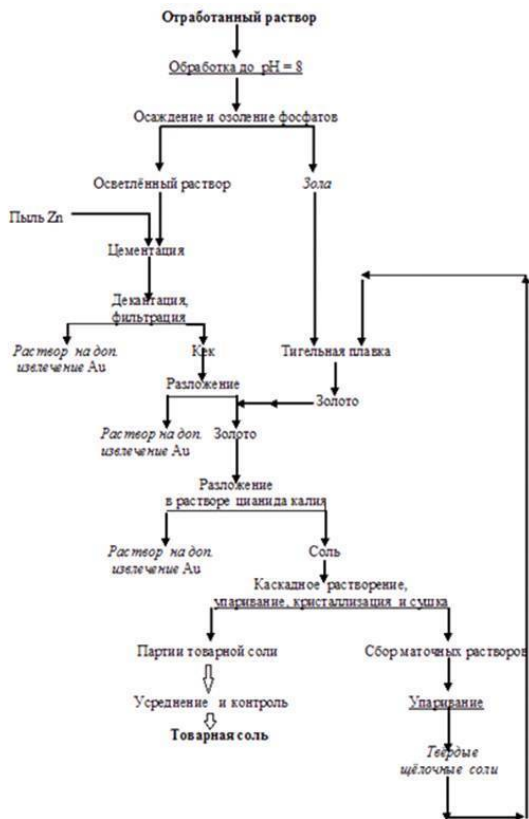 Отработанный раствор
Обработка до pH = 8
Осаждение и озоление фосфатов
Осветлённый раствор
Зола
Пыль Zn
Цементация
Декантация,
фильтрация
Раствор на доп.
извлечение Au
Кек
Тигельная плавка
Разложение
Золото
Раствор на доп.
извлечение Au
Золото
Разложение
в растворе цианида калия
Раствор на доп.
извлечение Au
Соль
Каскадное растворение,
упаривание, кристаллизация и сушка
Партии товарной соли
Сбор маточных растворов
Усреднение и контроль
Упаривание
Товарная соль
Твердые
щёлочные соли